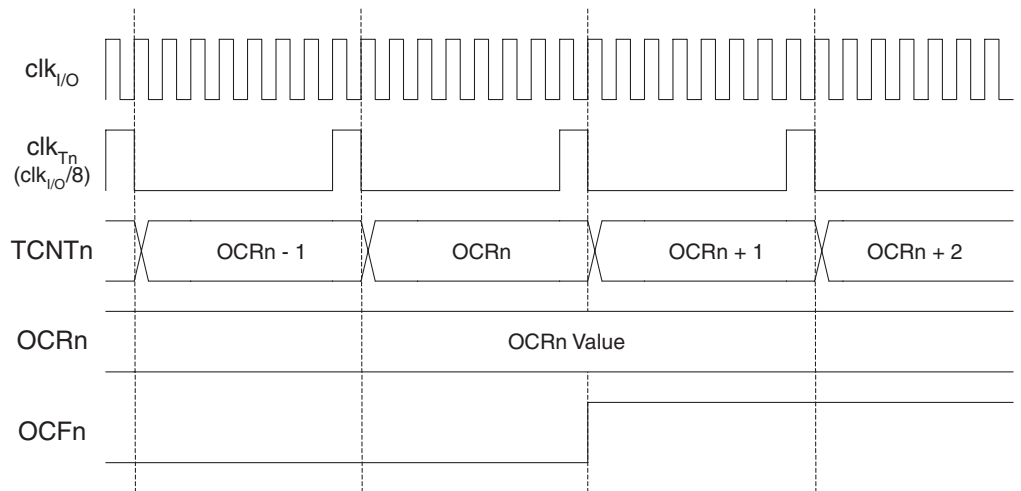 clkI/O
clkTn
(clkI/O/8)
TCNTn
OCRn - 1
OCRn
OCRn + 1
OCRn + 2
OCRn
OCRn Value
OCFn